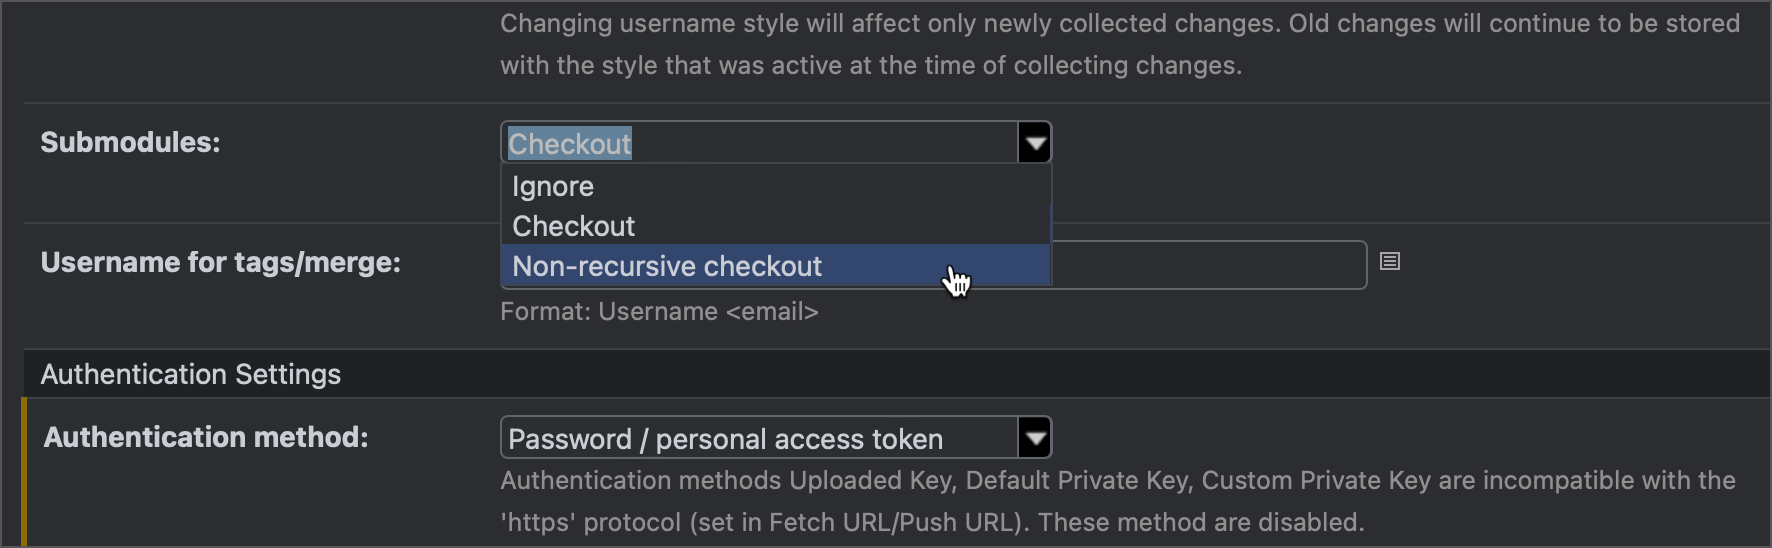 Changing username style will affect only newly collected changes. Old changes will continue to be stored
with the style that was active at the time of collecting changes.
Submodules:
Checkout
Ignore
Checkout
Non-recursive checkout
Username for tags/merge:
Format: Username <email>
Authentication Settings
Authentication method:
Password / personal access token
Authentication methods Uploaded Key, Default Private Key, Custom Private Key are incompatible with the
'https' protocol (set in Fetch URL/Push URL). These method are disabled.